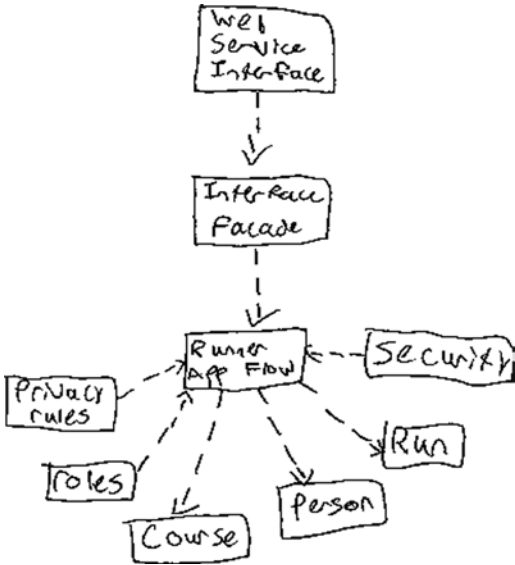 Web
Service
Interface
Interface
Facade
Runner
App Flow
Security
Privacy
rules
Run
roles
Person
Course